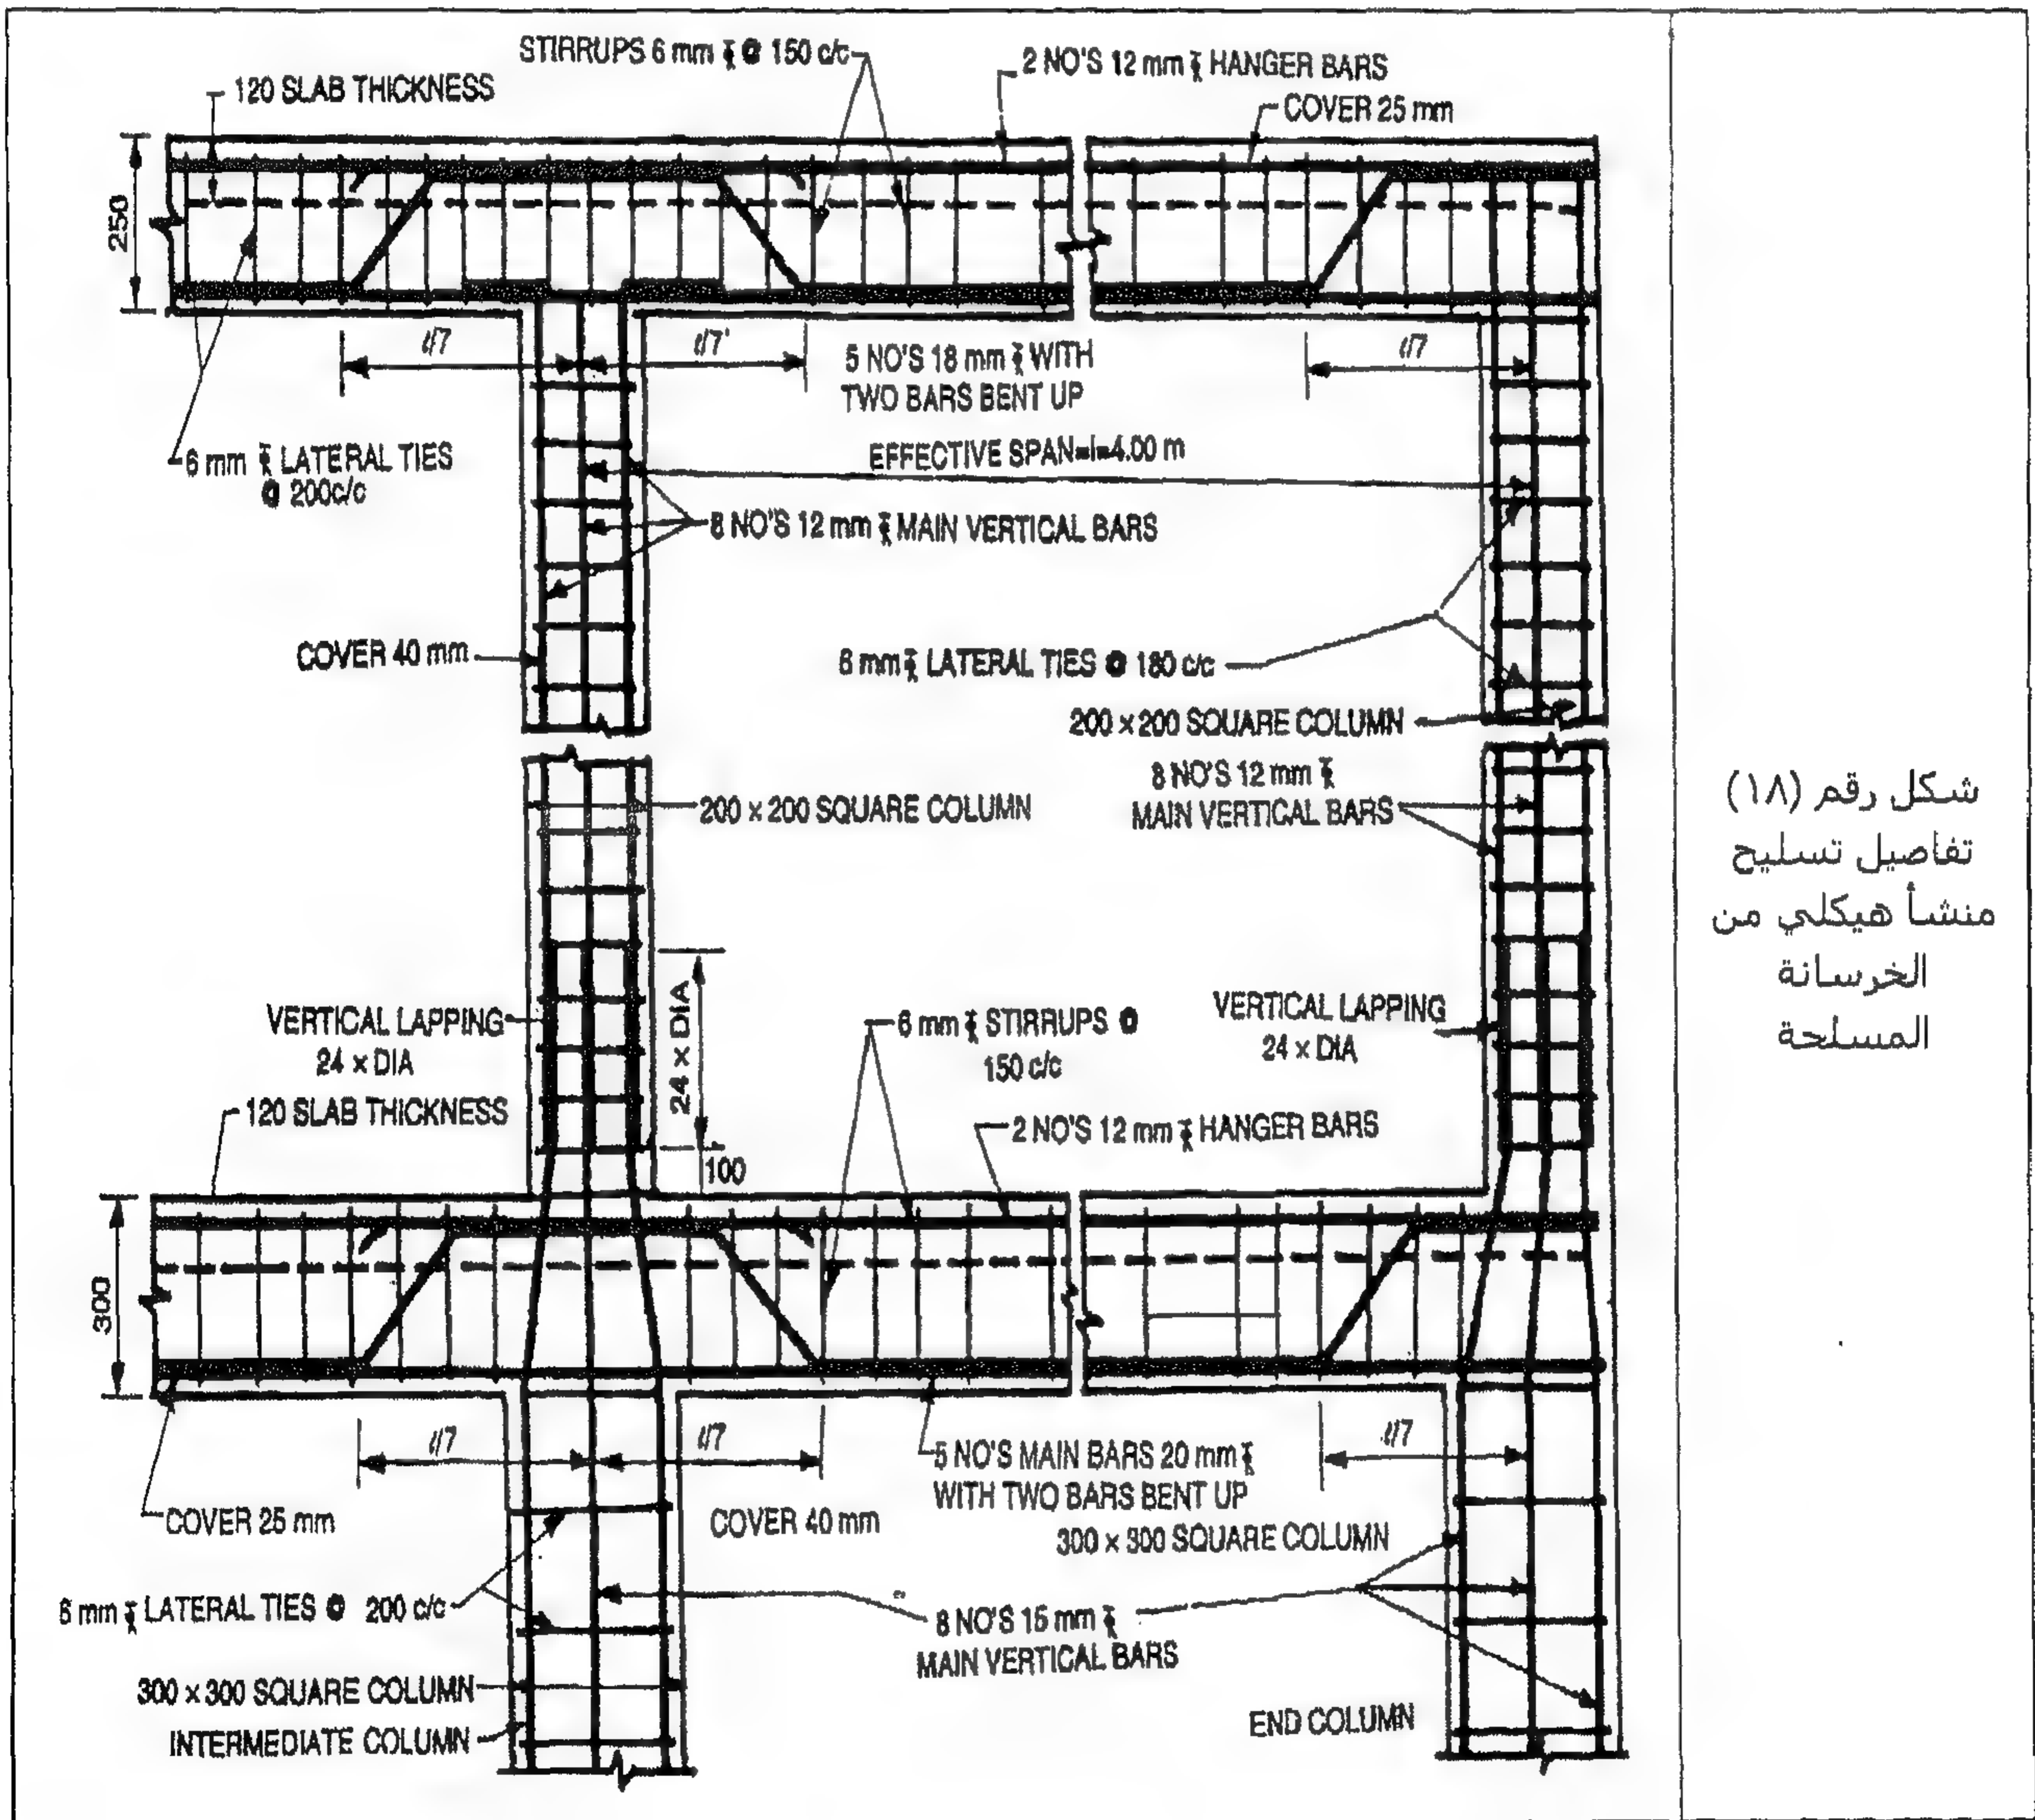 STIRRUPS 6 mm @ 150 c/c
2 NO'S 12 mm HANGER BARS
120 SLAB THICKNESS
COVER 25 mm
250
l/7
l/7
l/7
5 NO'S 18 mm WITH
TWO BARS BENT UP
6 mm LATERAL TIES
@ 200c/c
EFFECTIVE SPAN=l=4.00 m
8 NO'S 12 mm MAIN VERTICAL BARS
COVER 40 mm
6 mm LATERAL TIES @ 180 c/c
200 × 200 SQUARE COLUMN
8 NO'S 12 mm
MAIN VERTICAL BARS
200 × 200 SQUARE COLUMN
شكل رقم (١٨)
تفاصيل تسليح
منشأ هيكلي من
الخرسانة
المسلحة
VERTICAL LAPPING
24 × DIA
24 × DIA
6 mm STIRRUPS @
150 c/c
VERTICAL LAPPING
24 × DIA
120 SLAB THICKNESS
2 NO'S 12 mm HANGER BARS
100
300
l/7
l/7
l/7
5 NO'S MAIN BARS 20 mm
WITH TWO BARS BENT UP
COVER 25 mm
COVER 40 mm
300 × 300 SQUARE COLUMN
6 mm LATERAL TIES @ 200 c/c
8 NO'S 15 mm
MAIN VERTICAL BARS
300 × 300 SQUARE COLUMN
INTERMEDIATE COLUMN
END COLUMN